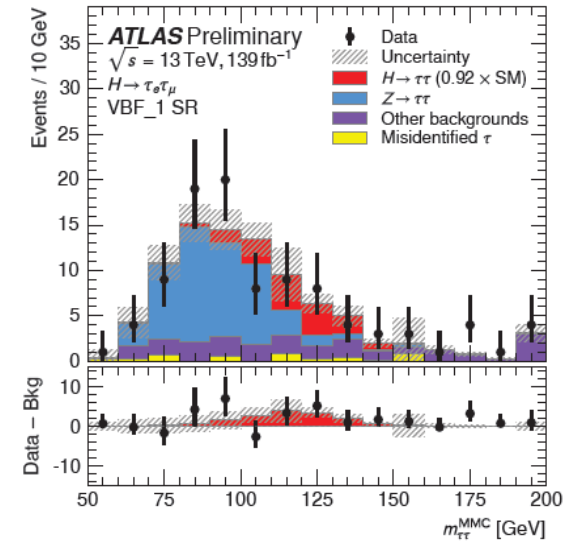 ATLAS Preliminary
√s = 13 TeV, 139 fb⁻¹
H→τₑτμ
VBF_1 SR
Data
Uncertainty
H→ττ (0.92 × SM)
Z→ττ
Other backgrounds
Misidentified τ
Events / 10 GeV
35
30
25
20
15
10
5
0
Data − Bkg
10
0
-10
50 75 100 125 150 175 200
m_ττ^MMC [GeV]